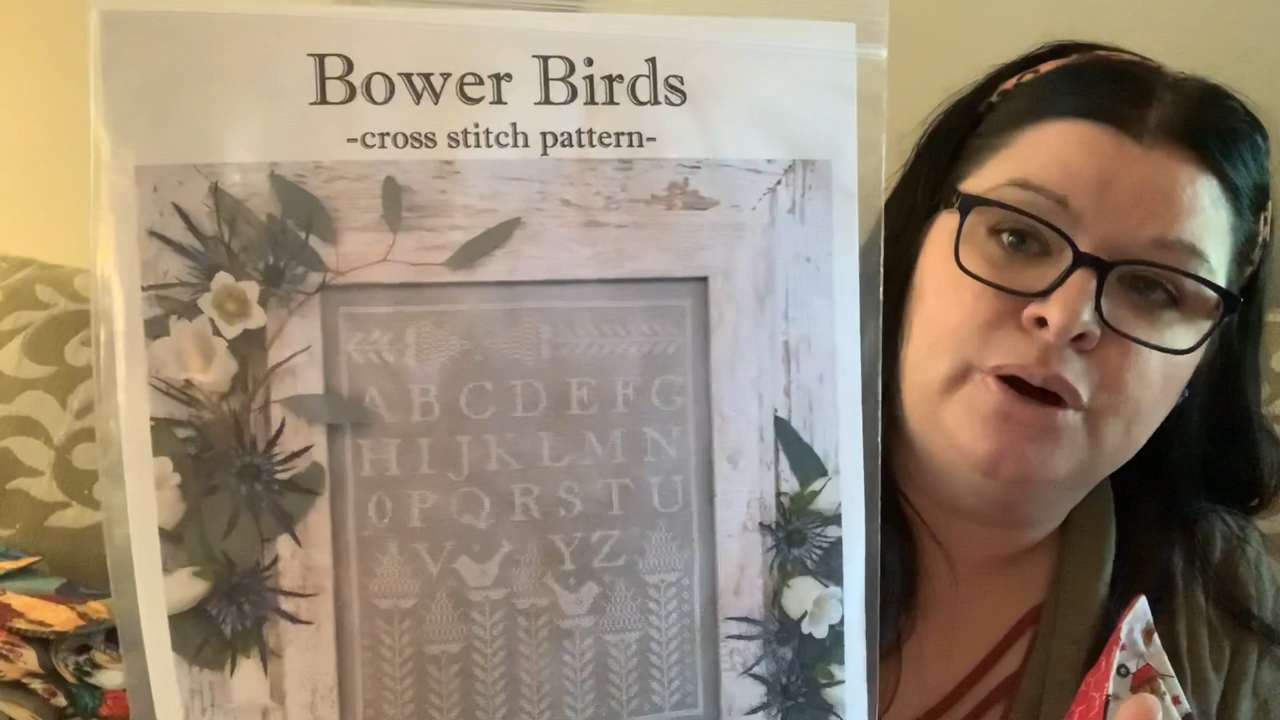 Bower Birds
-cross stitch pattern-
ABCDEFG
HIJKLMN
OPQRSTU
V YZ